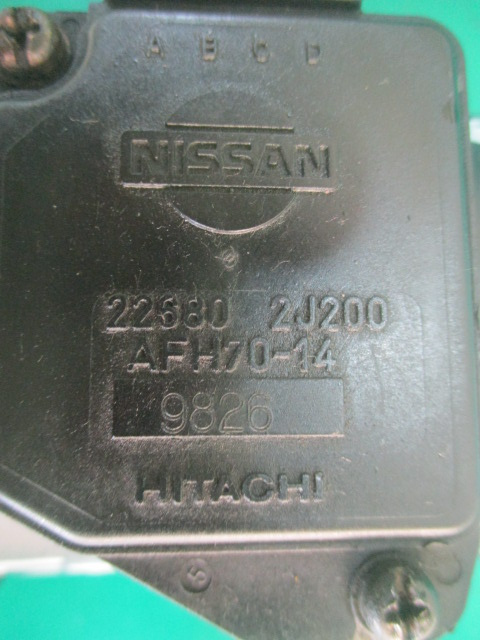 A B C D
NISSAN
22680 2J200
AFH70-14
9826
HITACHI